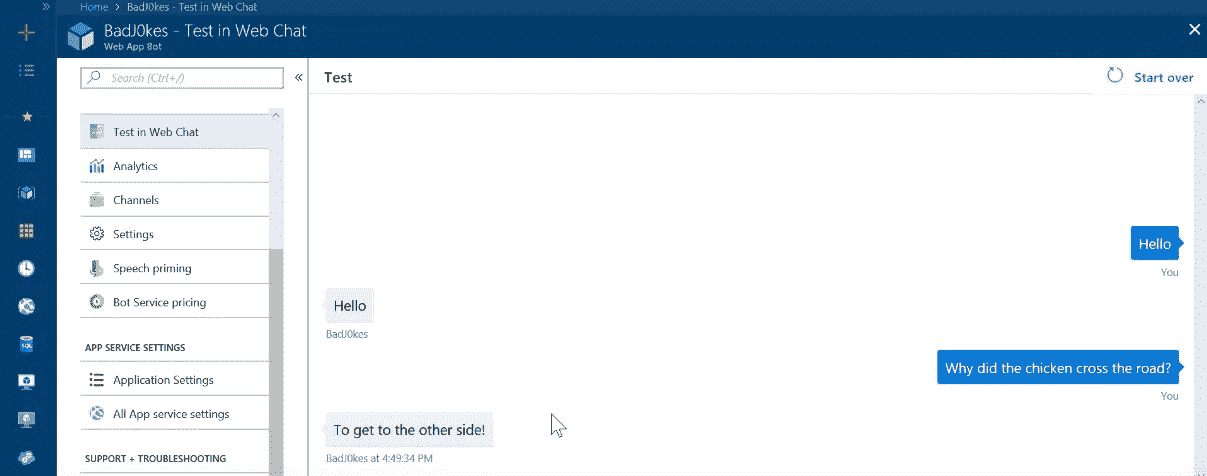 Home > BadJ0kes - Test in Web Chat
BadJ0kes - Test in Web Chat
Web App Bot
Search (Ctrl+/)
Test in Web Chat
Analytics
Channels
Settings
Speech priming
Bot Service pricing
APP SERVICE SETTINGS
Application Settings
All App service settings
SUPPORT + TROUBLESHOOTING
Test
Start over
Hello
You
Hello
BadJ0kes
Why did the chicken cross the road?
You
To get to the other side!
BadJ0kes at 4:49:34 PM